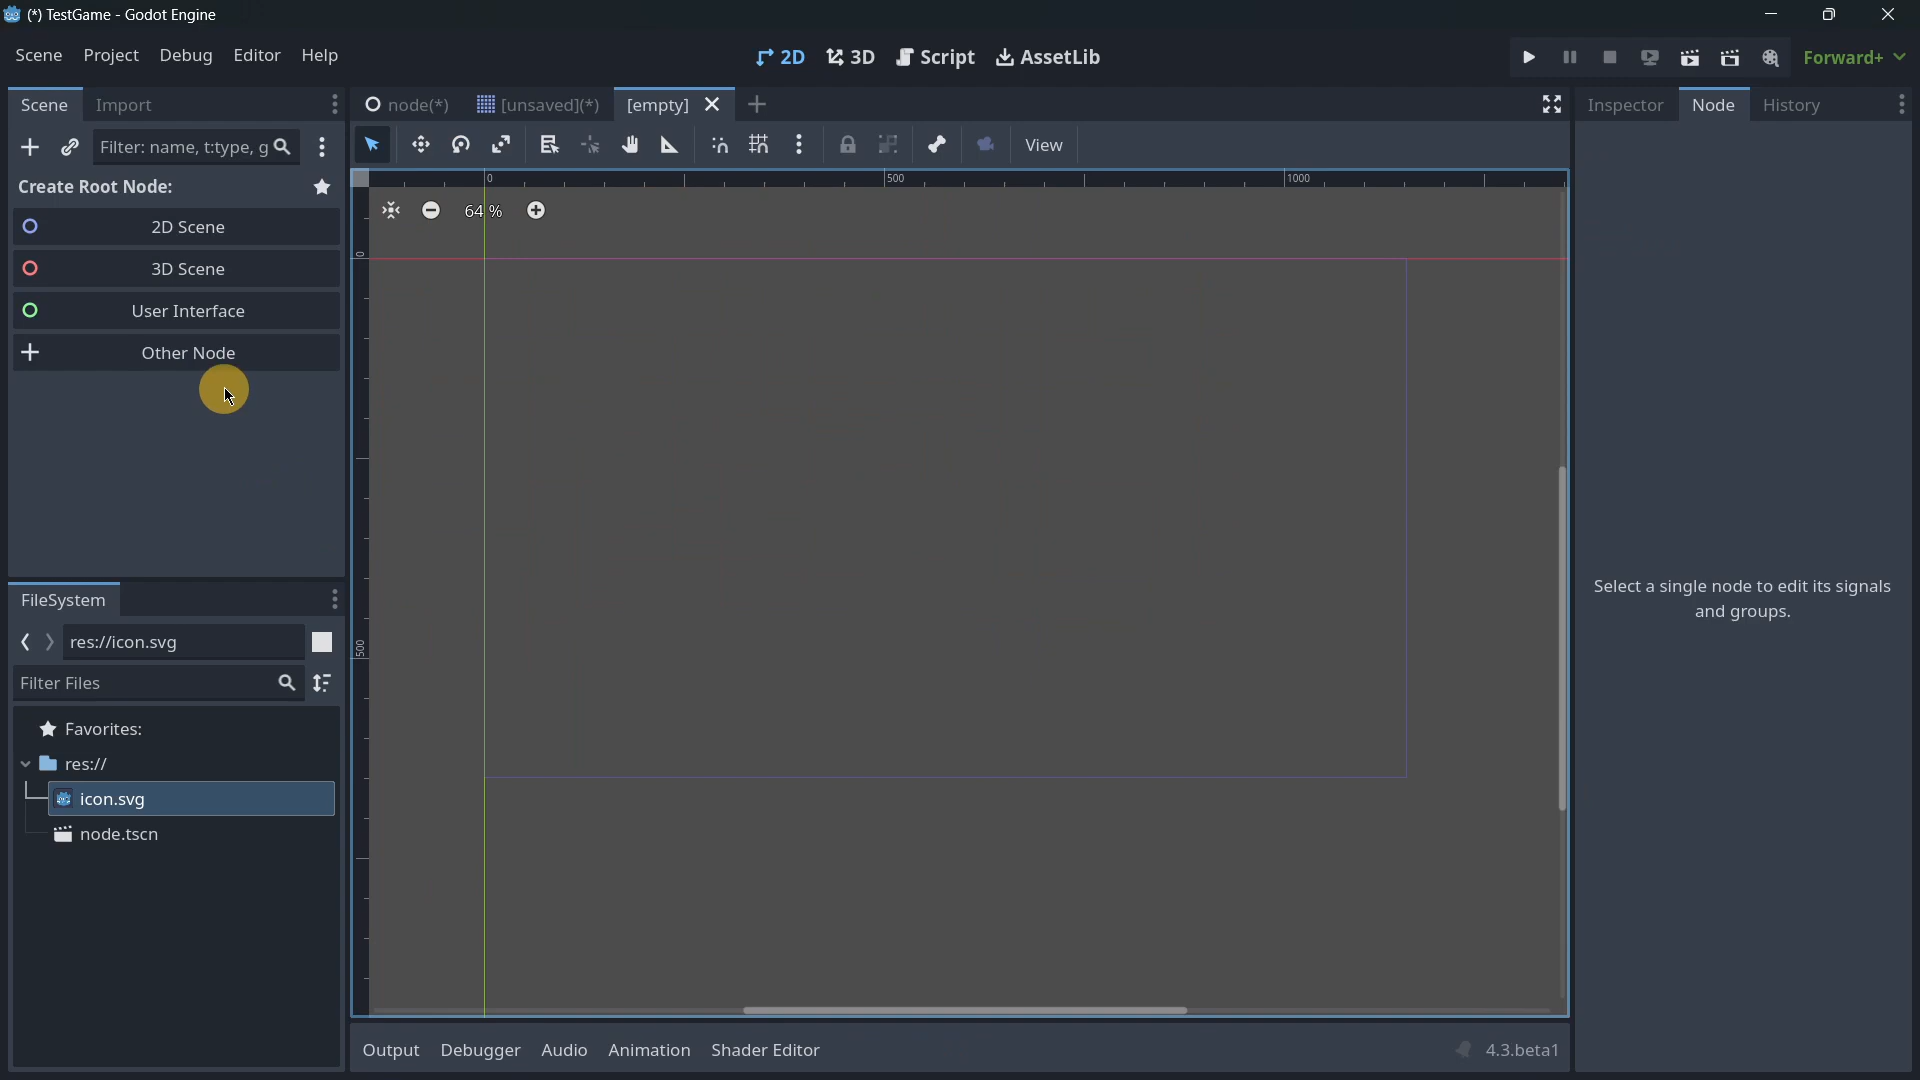 (*) TestGame - Godot Engine
Scene Project Debug Editor Help
2D 3D Script AssetLib
Forward+
Scene Import
node(*) [unsaved](*) [empty]
Inspector Node History
Filter: name, t:type, g
View
Create Root Node:
0 500 1000
64 %
2D Scene
3D Scene
User Interface
Other Node
0
500
Select a single node to edit its signals
and groups.
FileSystem
res://icon.svg
Filter Files
Favorites:
res://
icon.svg
node.tscn
Output Debugger Audio Animation Shader Editor
4.3.beta1